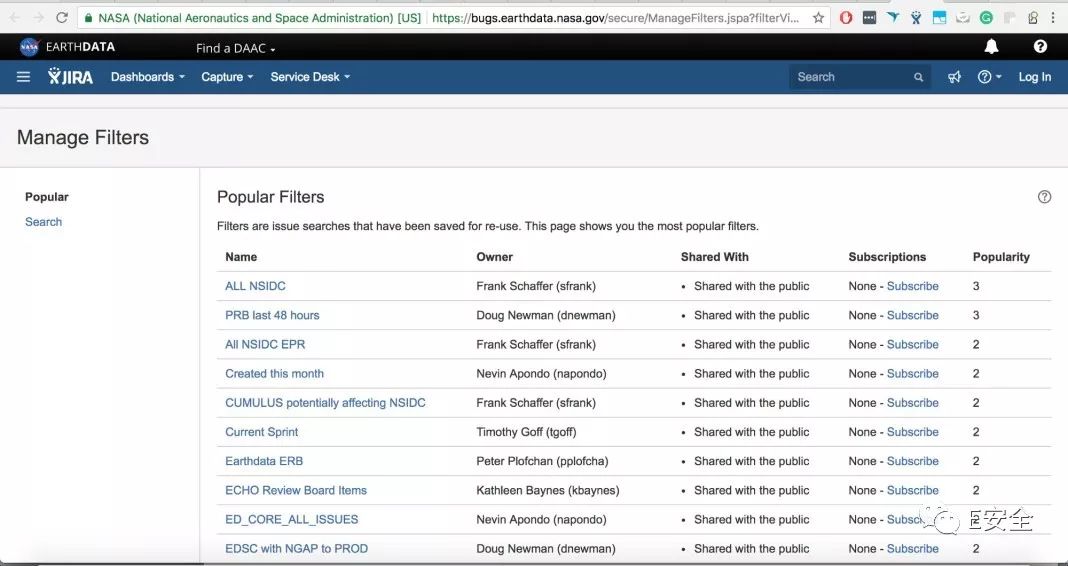 NASA (National Aeronautics and Space Administration) [US] https://bugs.earthdata.nasa.gov/secure/ManageFilters.jspa?filterVi...
NASA EARTHDATA Find a DAAC
JIRA Dashboards Capture Service Desk Search Log In
Manage Filters
Popular
Search
Popular Filters
Filters are issue searches that have been saved for re-use. This page shows you the most popular filters.
Name Owner Shared With Subscriptions Popularity
ALL NSIDC Frank Schaffer (sfrank) • Shared with the public None - Subscribe 3
PRB last 48 hours Doug Newman (dnewman) • Shared with the public None - Subscribe 3
All NSIDC EPR Frank Schaffer (sfrank) • Shared with the public None - Subscribe 2
Created this month Nevin Apondo (napondo) • Shared with the public None - Subscribe 2
CUMULUS potentially affecting NSIDC Frank Schaffer (sfrank) • Shared with the public None - Subscribe 2
Current Sprint Timothy Goff (tgoff) • Shared with the public None - Subscribe 2
Earthdata ERB Peter Plofchan (pplofcha) • Shared with the public None - Subscribe 2
ECHO Review Board Items Kathleen Baynes (kbaynes) • Shared with the public None - Subscribe 2
ED_CORE_ALL_ISSUES Nevin Apondo (napondo) • Shared with the public None - Subscribe 2
E安全
EDSC with NGAP to PROD Doug Newman (dnewman) • Shared with the public None - Subscribe 2